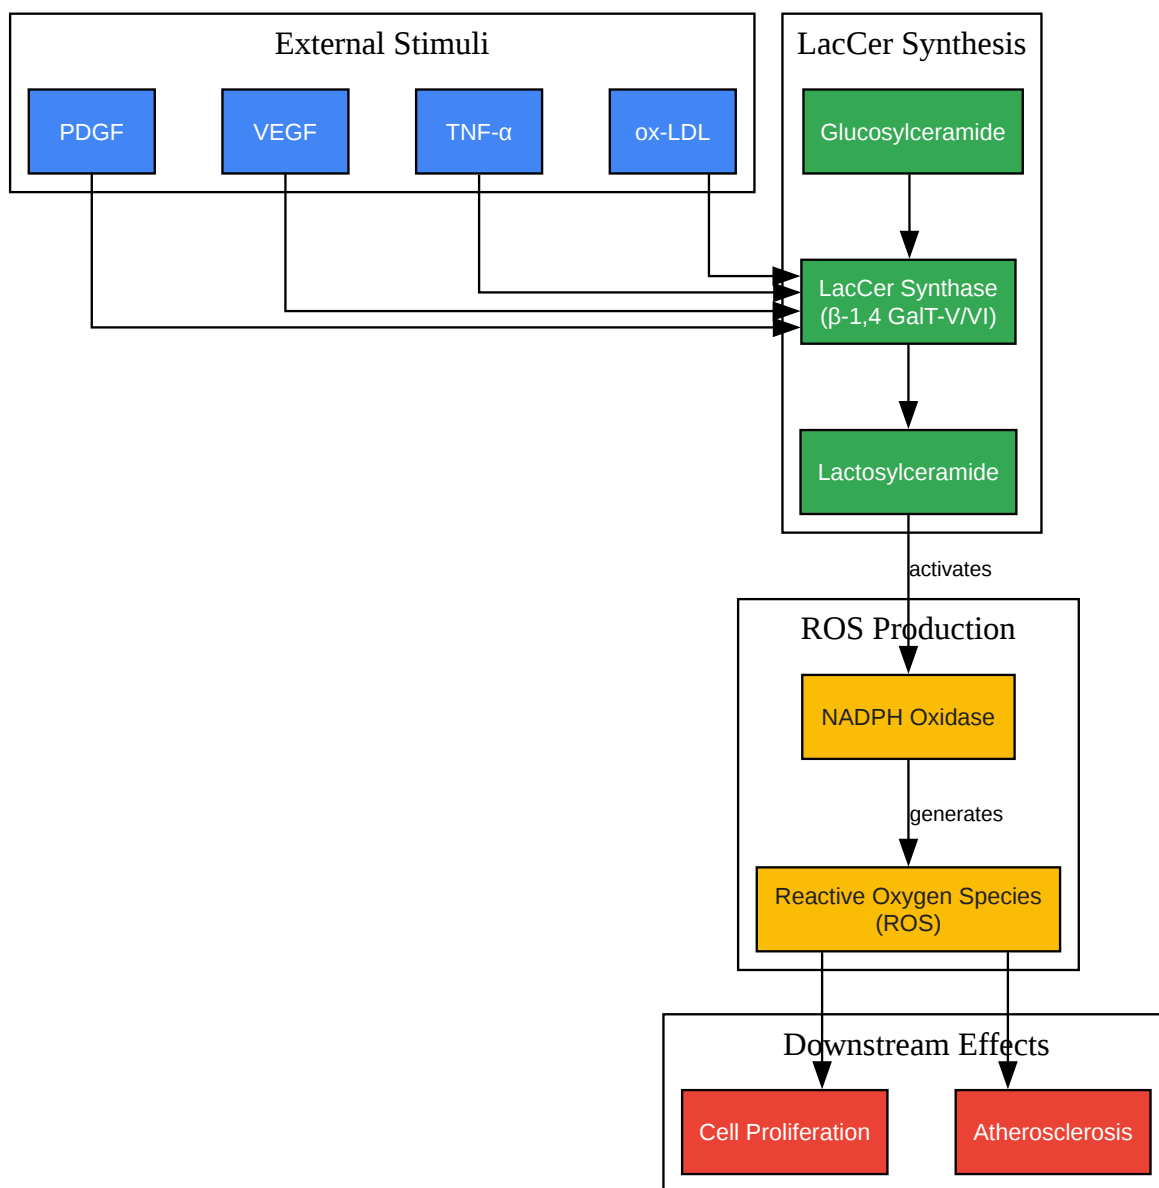 External Stimuli
PDGF
VEGF
TNF-α
ox-LDL
LacCer Synthesis
Glucosylceramide
LacCer Synthase
(β-1,4 GalT-V/VI)
Lactosylceramide
activates
ROS Production
NADPH Oxidase
generates
Reactive Oxygen Species
(ROS)
Downstream Effects
Cell Proliferation
Atherosclerosis